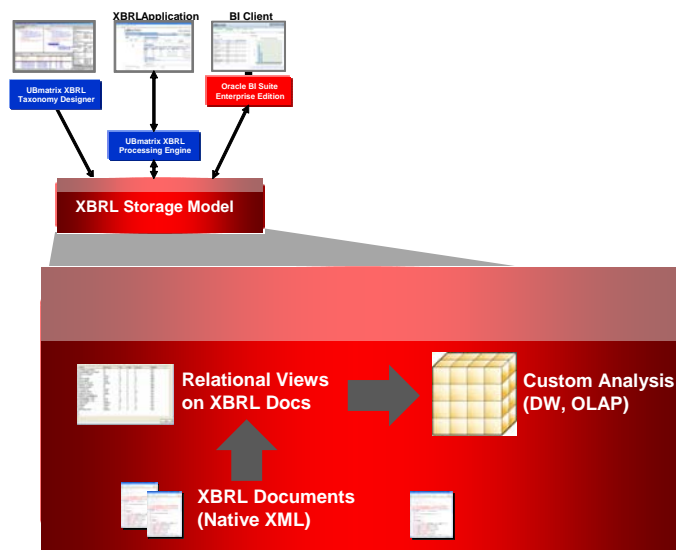 XBRLApplication
BI Client
UBmatrix XBRL
Taxonomy Designer
Oracle BI Suite
Enterprise Edition
UBmatrix XBRL
Processing Engine
XBRL Storage Model
Relational Views
on XBRL Docs
Custom Analysis
(DW, OLAP)
XBRL Documents
(Native XML)